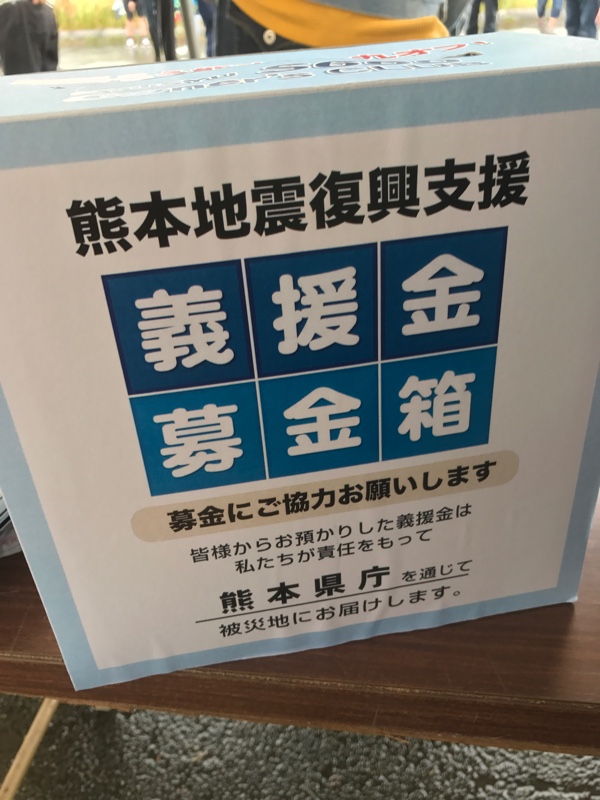 熊本地震復興支援
義援金
募金箱
募金にご協力お願いします
皆様からお預かりした義援金は
私たちが責任をもって
熊本県庁を通じて
被災地にお届けします。